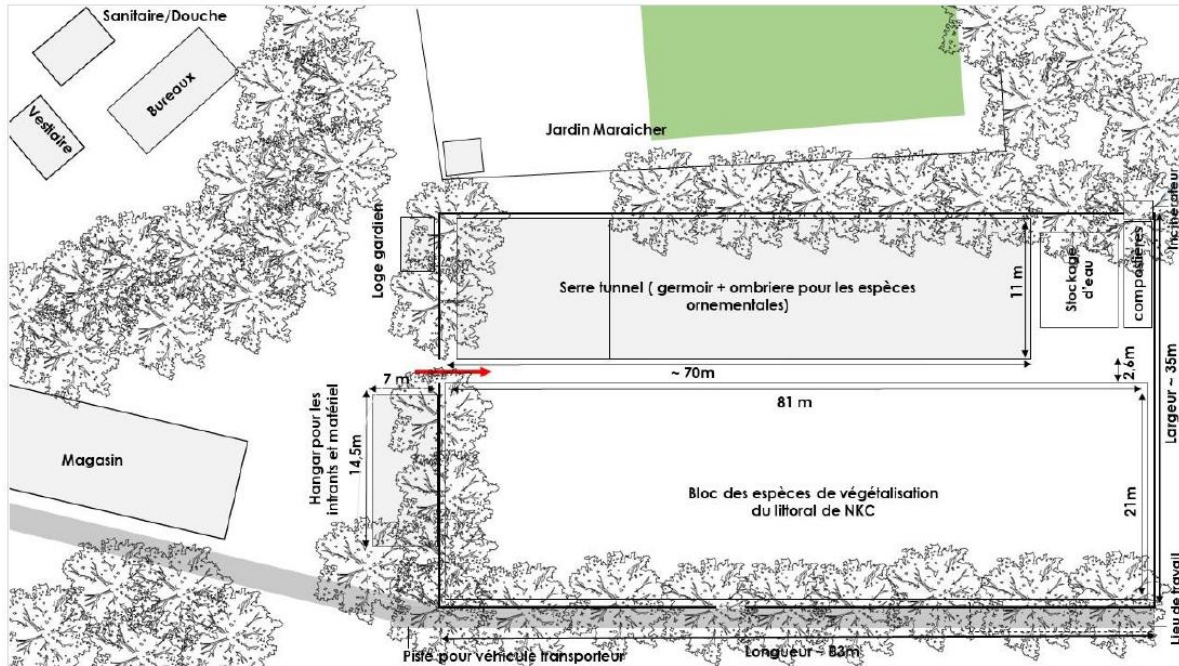 Sanitaire/Douche
Bureaux
Vestiaire
Jardin Maraicher
Loge gardien
Serre tunnel ( germoir + ombriere pour les espèces
ornementales)
11 m
Stockage
d'eau
compostières
Incinerateur
~ 70m
2,6m
7 m
81 m
Largeur ~ 35m
Hangar pour les
intrants et matériel
14,5m
Magasin
Bloc des espèces de végétalisation
du littoral de NKC
21m
Lieu de travail
Piste pour véhicule transporteur
Longueur ~ 83m